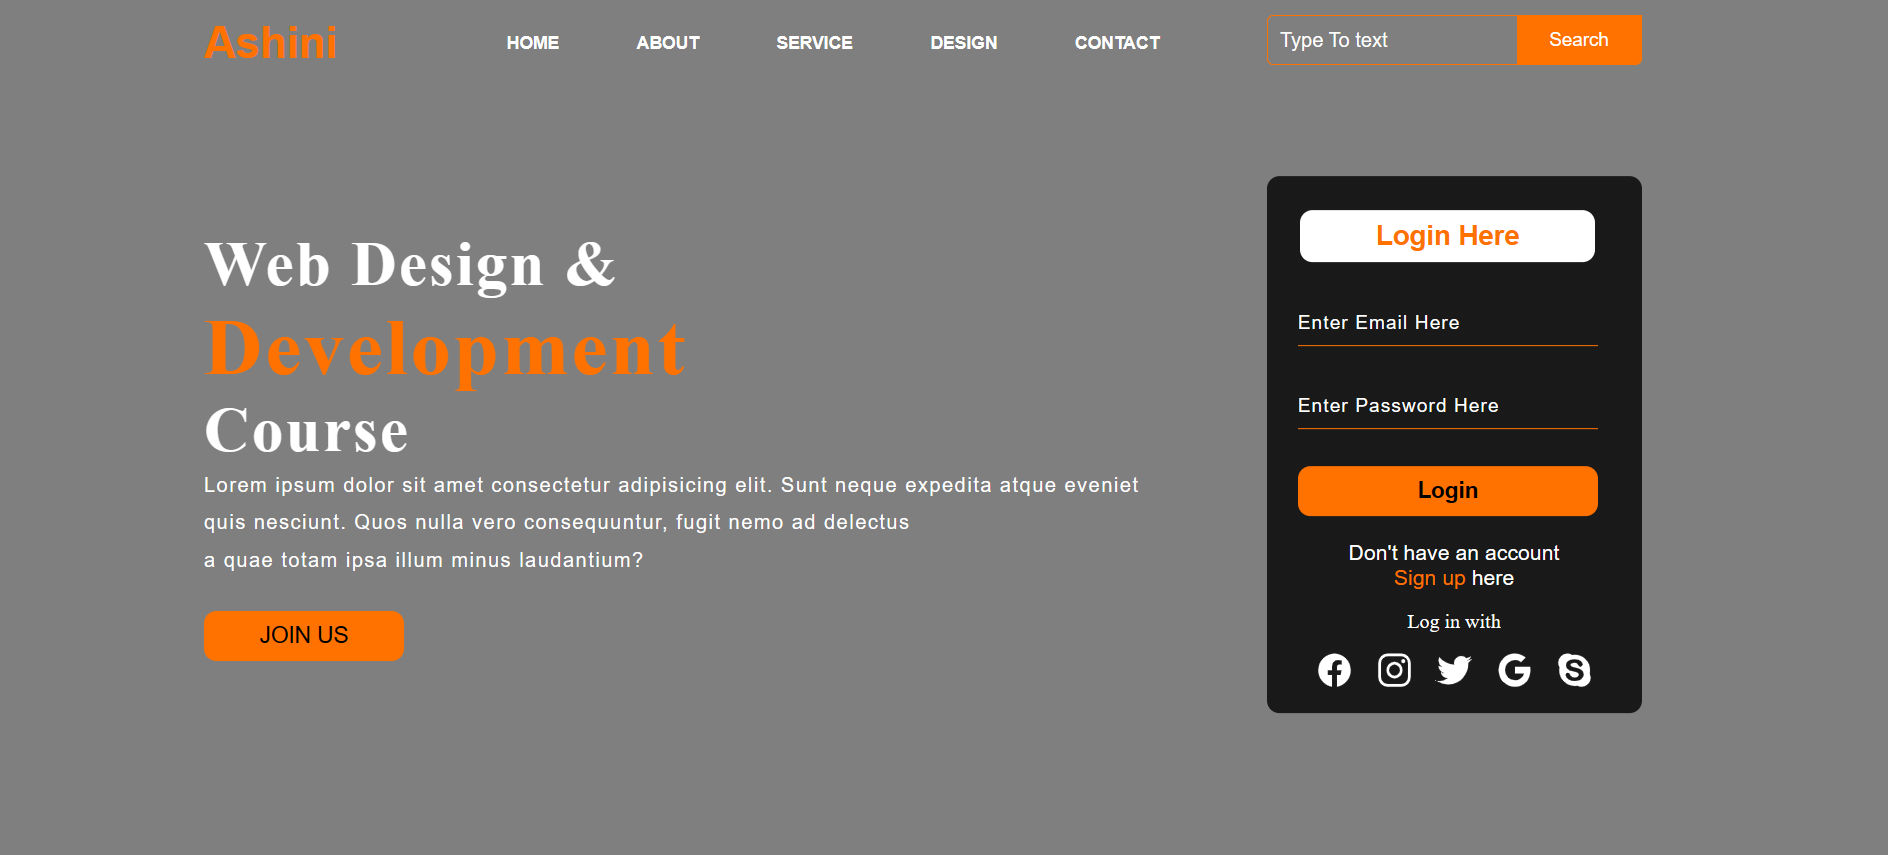 Ashini
HOME ABOUT SERVICE DESIGN CONTACT
Type To text Search
Web Design &
Development
Course
Lorem ipsum dolor sit amet consectetur adipisicing elit. Sunt neque expedita atque eveniet
quis nesciunt. Quos nulla vero consequuntur, fugit nemo ad delectus
a quae totam ipsa illum minus laudantium?
JOIN US
Login Here
Enter Email Here
Enter Password Here
Login
Don't have an account
Sign up here
Log in with